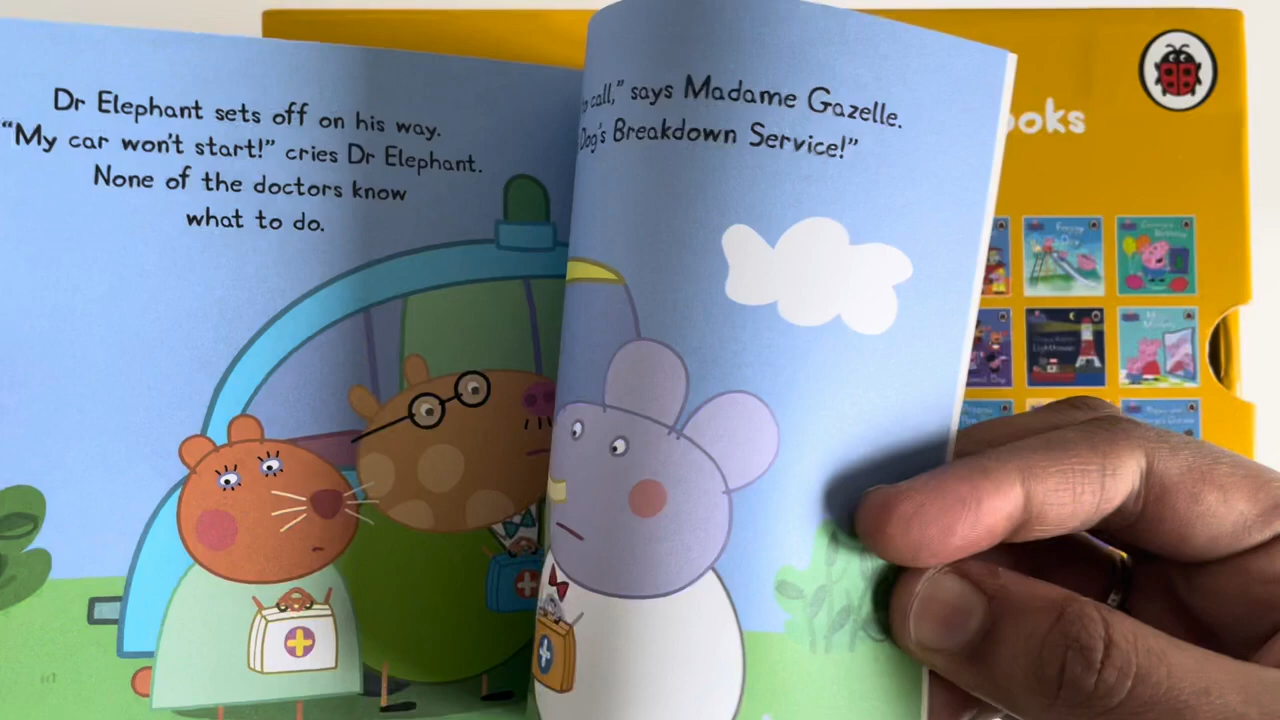 Dr Elephant sets off on his way.
“My car won't start!” cries Dr Elephant.
None of the doctors know
what to do.
call,” says Madame Gazelle.
Dog's Breakdown Service!”